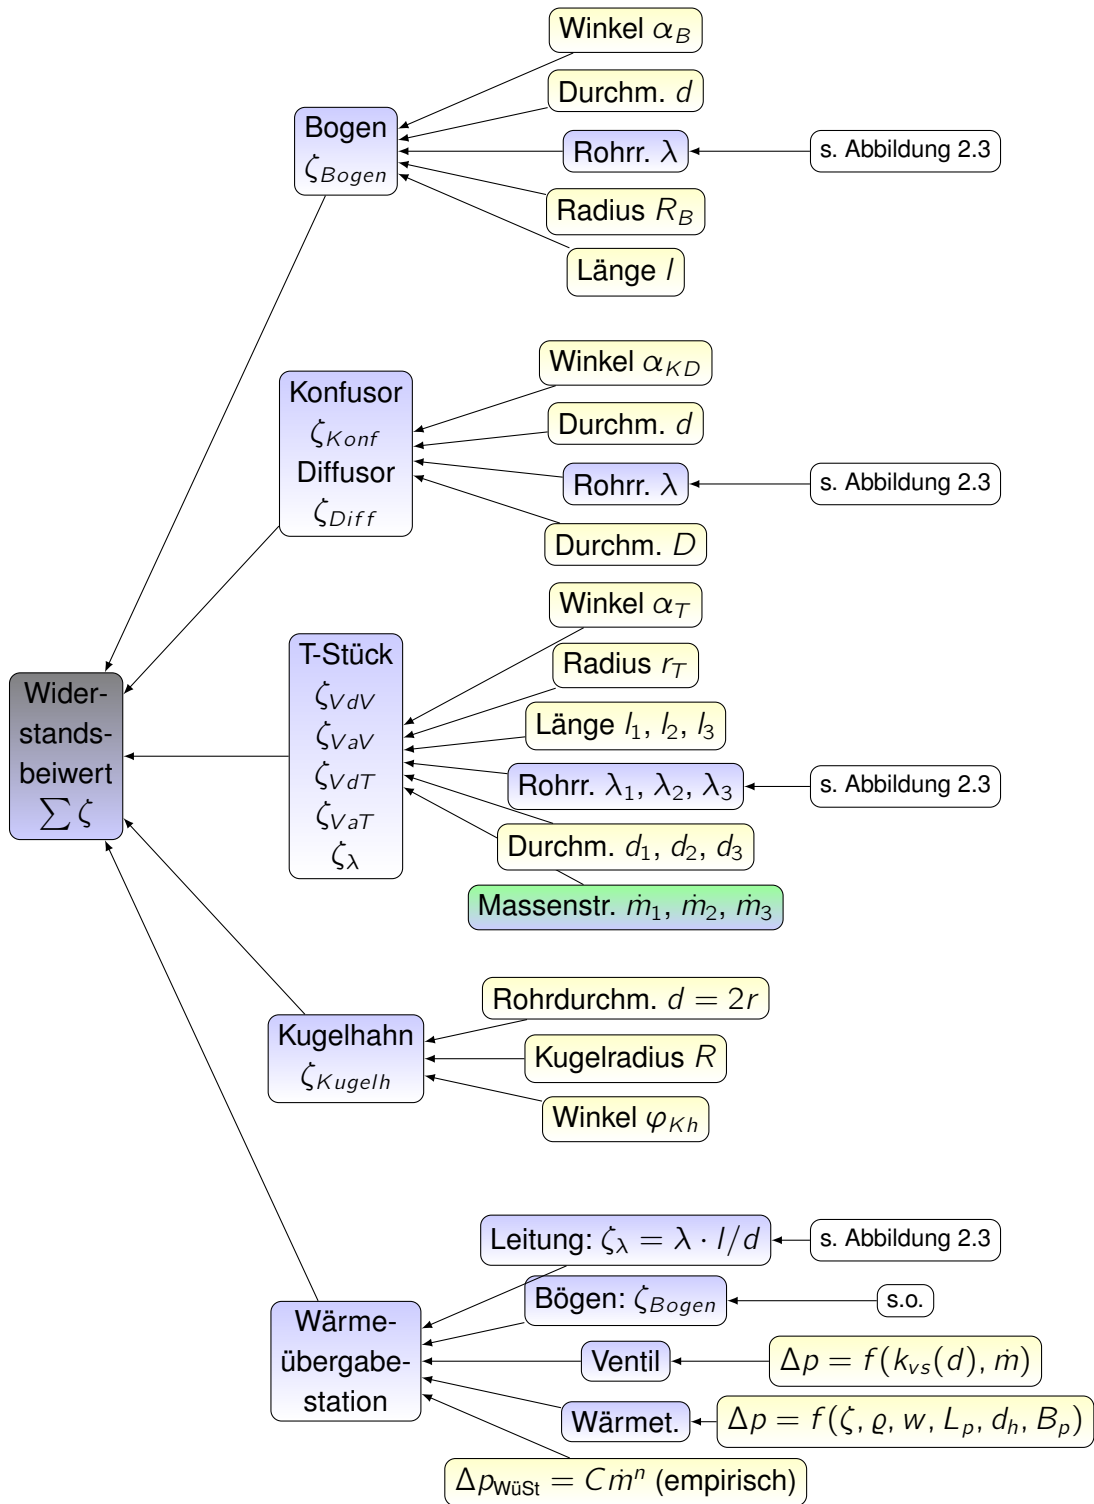 Winkel α_B
Durchm. d
Bogen
ζ_Bogen
Rohrr. λ
s. Abbildung 2.3
Radius R_B
Länge l
Winkel α_KD
Konfusor
ζ_Konf
Diffusor
ζ_Diff
Durchm. d
Rohrr. λ
s. Abbildung 2.3
Durchm. D
Winkel α_T
T-Stück
ζ_VdV
ζ_VaV
ζ_VdT
ζ_VaT
ζ_λ
Radius r_T
Länge l_1, l_2, l_3
Rohrr. λ_1, λ_2, λ_3
s. Abbildung 2.3
Durchm. d_1, d_2, d_3
Massenstr. ṁ_1, ṁ_2, ṁ_3
Wider-
stands-
beiwert
∑ ζ
Rohrdurchm. d = 2r
Kugelhahn
ζ_Kugelh
Kugelradius R
Winkel φ_Kh
Leitung: ζ_λ = λ · l/d
s. Abbildung 2.3
Bögen: ζ_Bogen
s.o.
Wärme-
übergabe-
station
Ventil
Δp = f(k_vs(d), ṁ)
Wärmet.
Δp = f(ζ, ϱ, w, L_p, d_h, B_p)
Δp_WüSt = Cṁ^n (empirisch)